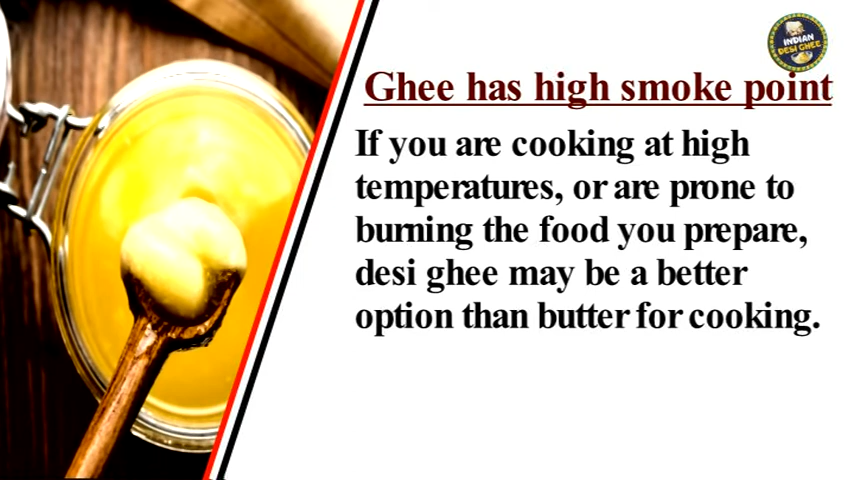 INDIAN
DESI GHEE
Ghee has high smoke point
If you are cooking at high
temperatures, or are prone to
burning the food you prepare,
desi ghee may be a better
option than butter for cooking.